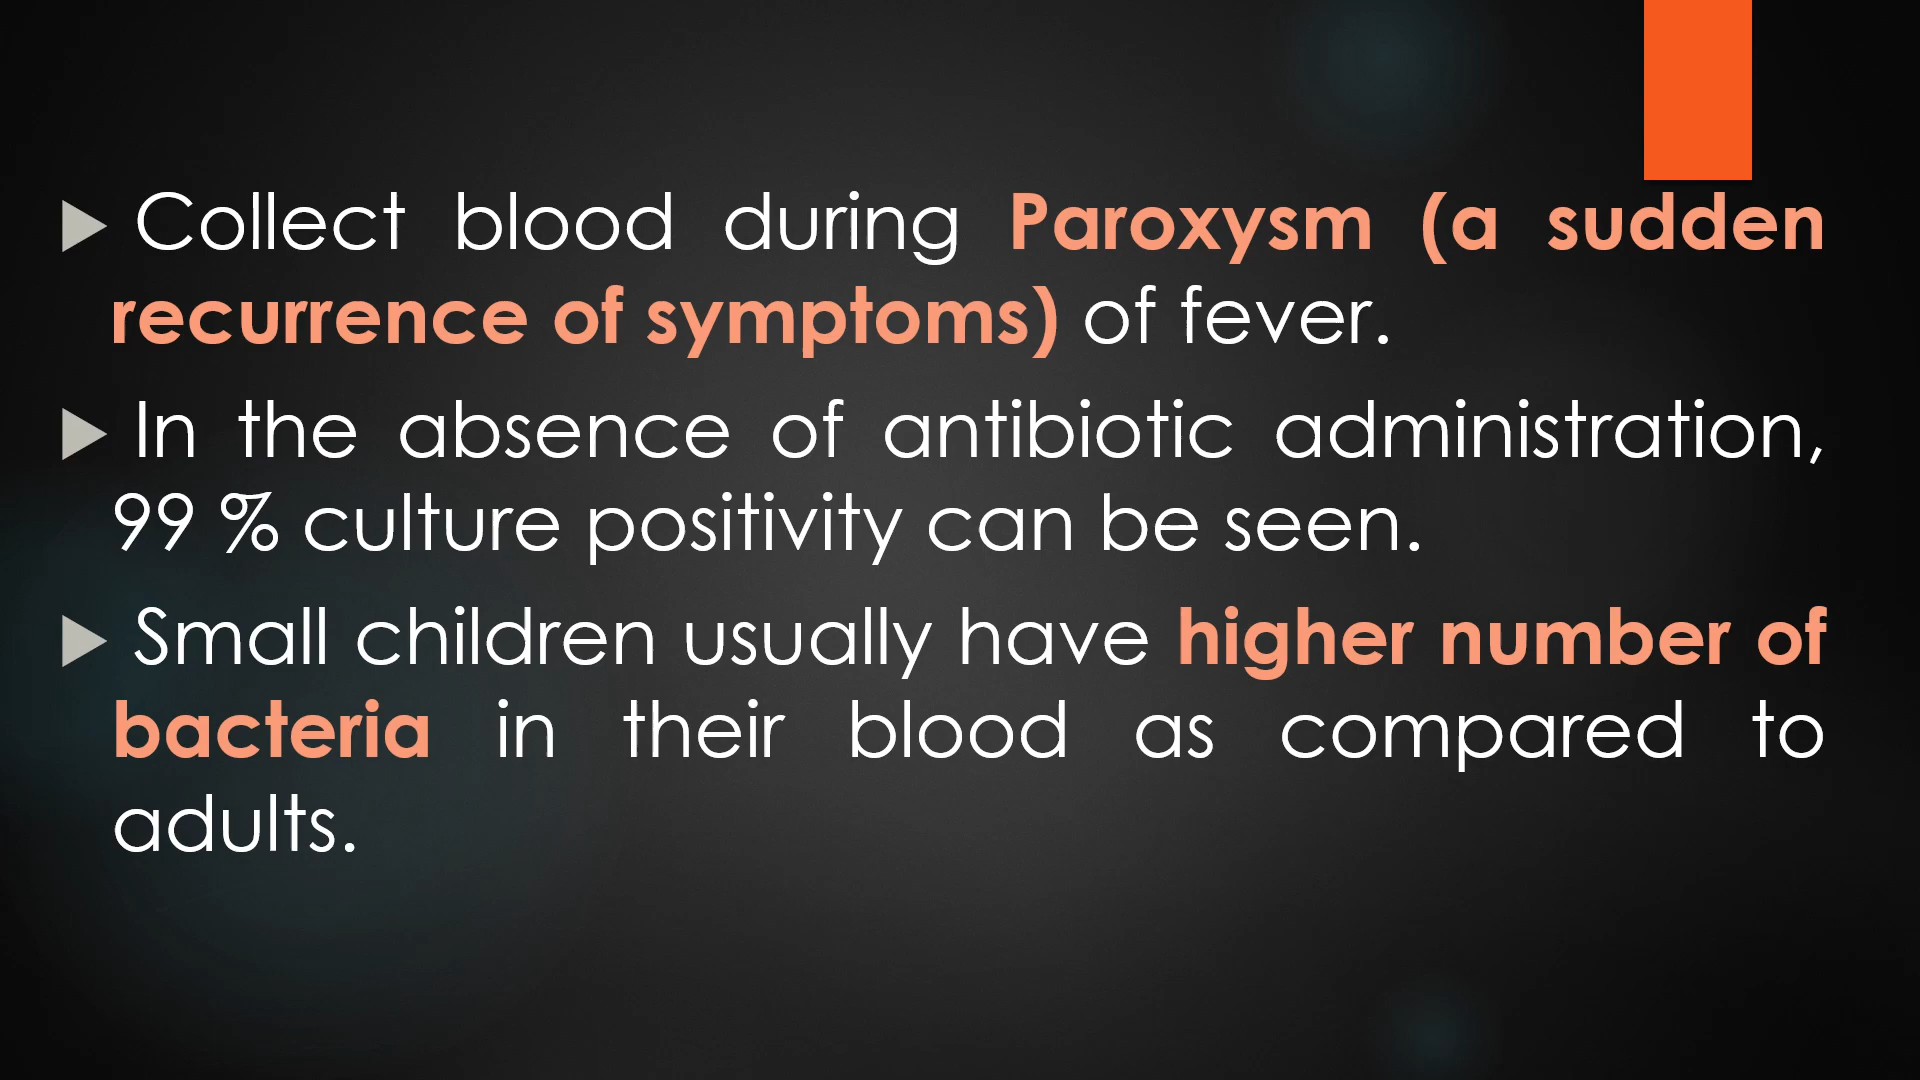 Collect blood during Paroxysm (a sudden
recurrence of symptoms) of fever.
In the absence of antibiotic administration,
99 % culture positivity can be seen.
Small children usually have higher number of
bacteria in their blood as compared to
adults.